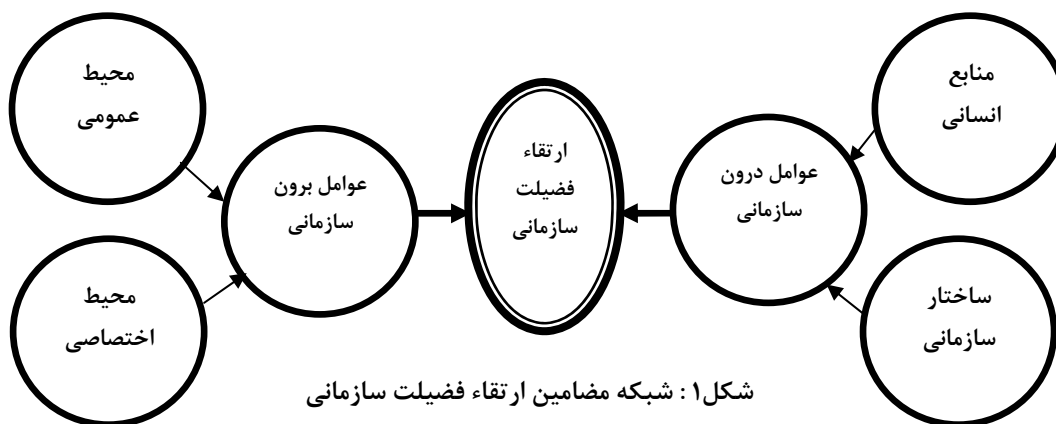 منابع
انسانی
ساختار
سازمانی
عوامل درون
سازمانی
ارتقاء
فضیلت
سازمانی
عوامل برون
سازمانی
محیط
عمومی
محیط
اختصاصی
شکل۱ : شبکه مضامین ارتقاء فضیلت سازمانی